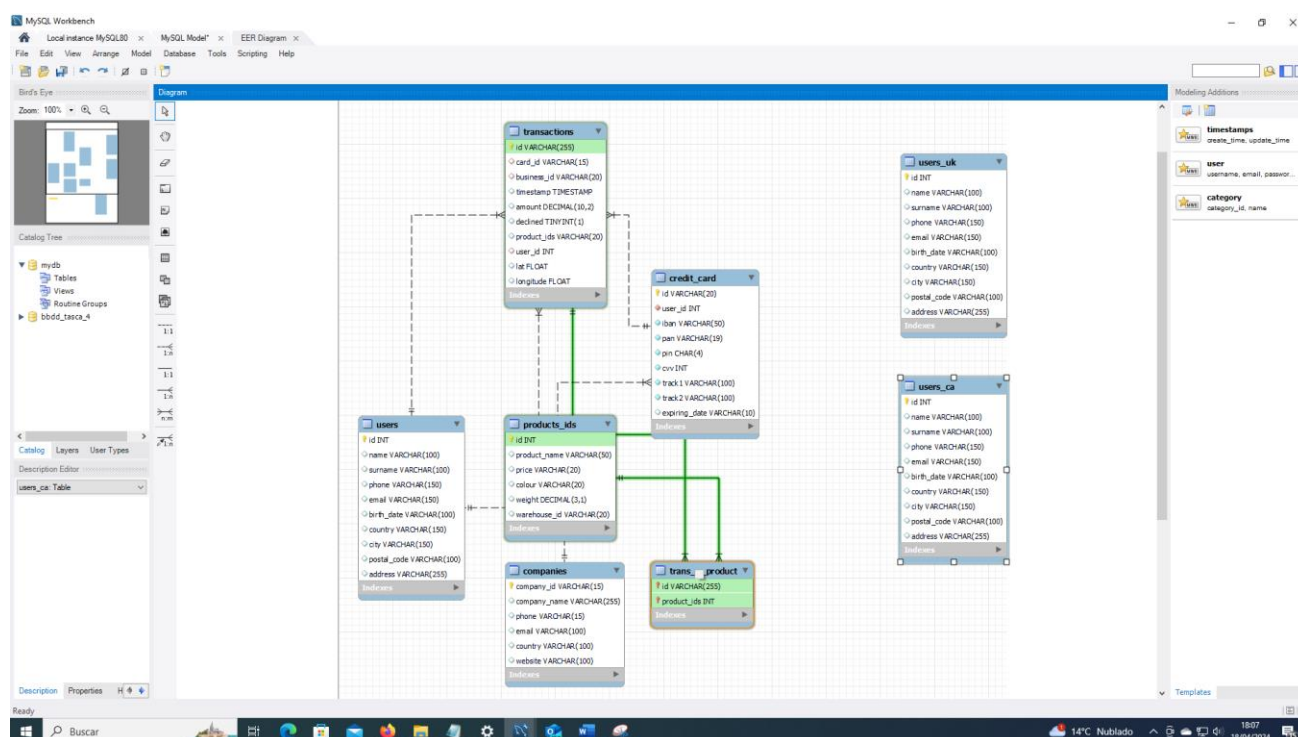 MySQL Workbench
Local instance MySQL80 × MySQL Model* × EER Diagram ×
File Edit View Arrange Model Database Tools Scripting Help
Bird's Eye
Zoom: 100%
Catalog Tree
mydb
Tables
Views
Routine Groups
bbdd_tasca_4
Catalog Layers User Types
Description Editor
users_ca: Table
Description Properties H
Ready
Diagram
1:1
1:n
1:1
1:n
n:m
1:n
transactions
id VARCHAR(255)
card_id VARCHAR(15)
business_id VARCHAR(20)
timestamp TIMESTAMP
amount DECIMAL(10,2)
declined TINYINT(1)
product_ids VARCHAR(20)
user_id INT
lat FLOAT
longitude FLOAT
Indexes
credit_card
id VARCHAR(20)
user_id INT
iban VARCHAR(50)
pan VARCHAR(19)
pin CHAR(4)
cvv INT
track1 VARCHAR(100)
track2 VARCHAR(100)
expiring_date VARCHAR(10)
Indexes
users
id INT
name VARCHAR(100)
surname VARCHAR(100)
phone VARCHAR(150)
email VARCHAR(150)
birth_date VARCHAR(100)
country VARCHAR(150)
city VARCHAR(150)
postal_code VARCHAR(100)
address VARCHAR(255)
Indexes
products_ids
id INT
product_name VARCHAR(50)
price VARCHAR(20)
colour VARCHAR(20)
weight DECIMAL(3,1)
warehouse_id VARCHAR(20)
Indexes
companies
company_id VARCHAR(15)
company_name VARCHAR(255)
phone VARCHAR(15)
email VARCHAR(100)
country VARCHAR(100)
website VARCHAR(100)
Indexes
product
id VARCHAR(255)
product_ids INT
Indexes
users_uk
id INT
name VARCHAR(100)
surname VARCHAR(100)
phone VARCHAR(150)
email VARCHAR(150)
birth_date VARCHAR(100)
country VARCHAR(150)
city VARCHAR(150)
postal_code VARCHAR(100)
address VARCHAR(255)
Indexes
users_ca
id INT
name VARCHAR(100)
surname VARCHAR(100)
phone VARCHAR(150)
email VARCHAR(150)
birth_date VARCHAR(100)
country VARCHAR(150)
city VARCHAR(150)
postal_code VARCHAR(100)
address VARCHAR(255)
Indexes
Modeling Additions
timestamps
create_time, update_time
user
username, email, passwor...
category
category_id, name
Templates
Buscar
14°C Nublado
18:07
18/04/2024